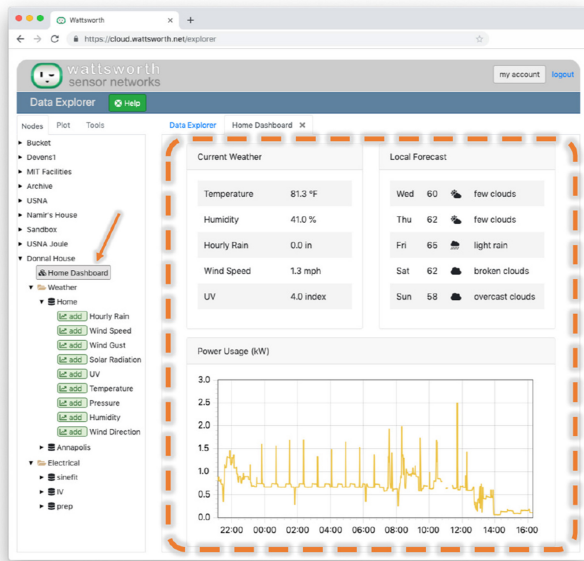 Wattsworth
https://cloud.wattsworth.net/explorer
wattsworth
sensor networks
my account logout
Data Explorer Help
Nodes Plot Tools
Data Explorer Home Dashboard
Bucket
Devens1
MIT Facilities
Archive
USNA
Namir's House
Sandbox
USNA Joule
Donnal House
Home Dashboard
Weather
Home
add Hourly Rain
add Wind Speed
add Wind Gust
add Solar Radiation
add UV
add Temperature
add Pressure
add Humidity
add Wind Direction
Annapolis
Electrical
sinefit
IV
prep
Current Weather
Temperature 81.3 °F
Humidity 41.0 %
Hourly Rain 0.0 in
Wind Speed 1.3 mph
UV 4.0 index
Local Forecast
Wed 60 few clouds
Thu 62 few clouds
Fri 65 light rain
Sat 62 broken clouds
Sun 58 overcast clouds
Power Usage (kW)
3.0
2.5
2.0
1.5
1.0
0.5
0.0
22:00 00:00 02:00 04:00 06:00 08:00 10:00 12:00 14:00 16:00